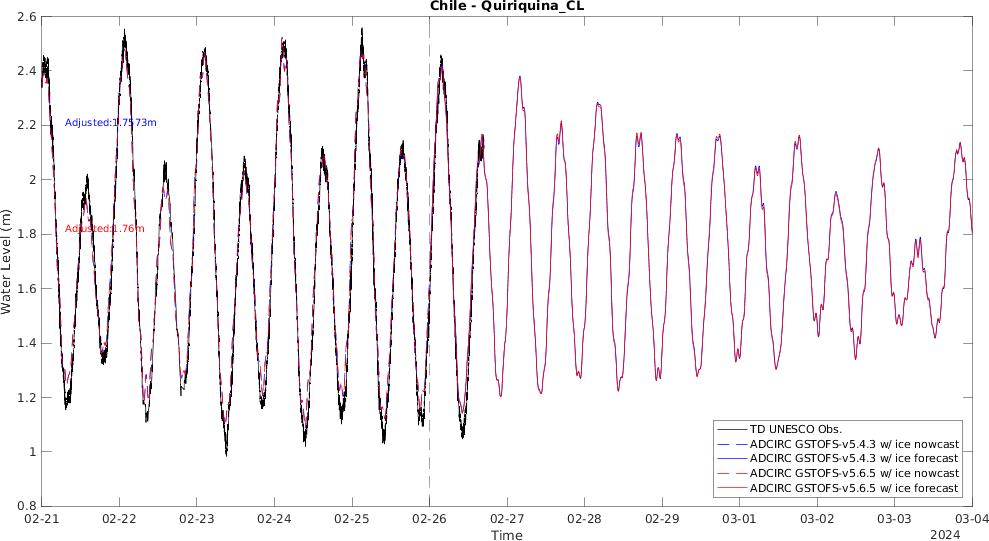 Chile - Quiriquina_CL
2.6
2.4
2.2
2
1.8
1.6
1.4
1.2
1
0.8
Water Level (m)
Adjusted:1.7573m
Adjusted:1.76m
TD UNESCO Obs.
ADCIRC GSTOFS-v5.4.3 w/ ice nowcast
ADCIRC GSTOFS-v5.4.3 w/ ice forecast
ADCIRC GSTOFS-v5.6.5 w/ ice nowcast
ADCIRC GSTOFS-v5.6.5 w/ ice forecast
02-21 02-22 02-23 02-24 02-25 02-26 02-27 02-28 02-29 03-01 03-02 03-03 03-04
Time
2024